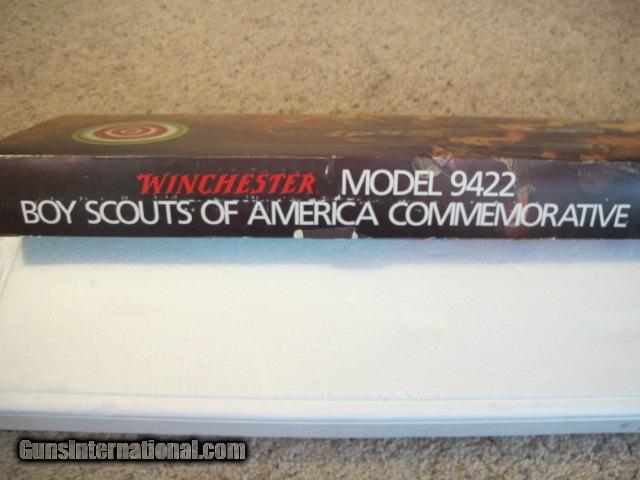 WINCHESTER MODEL 9422
BOY SCOUTS OF AMERICA COMMEMORATIVE
GunsInternational.com